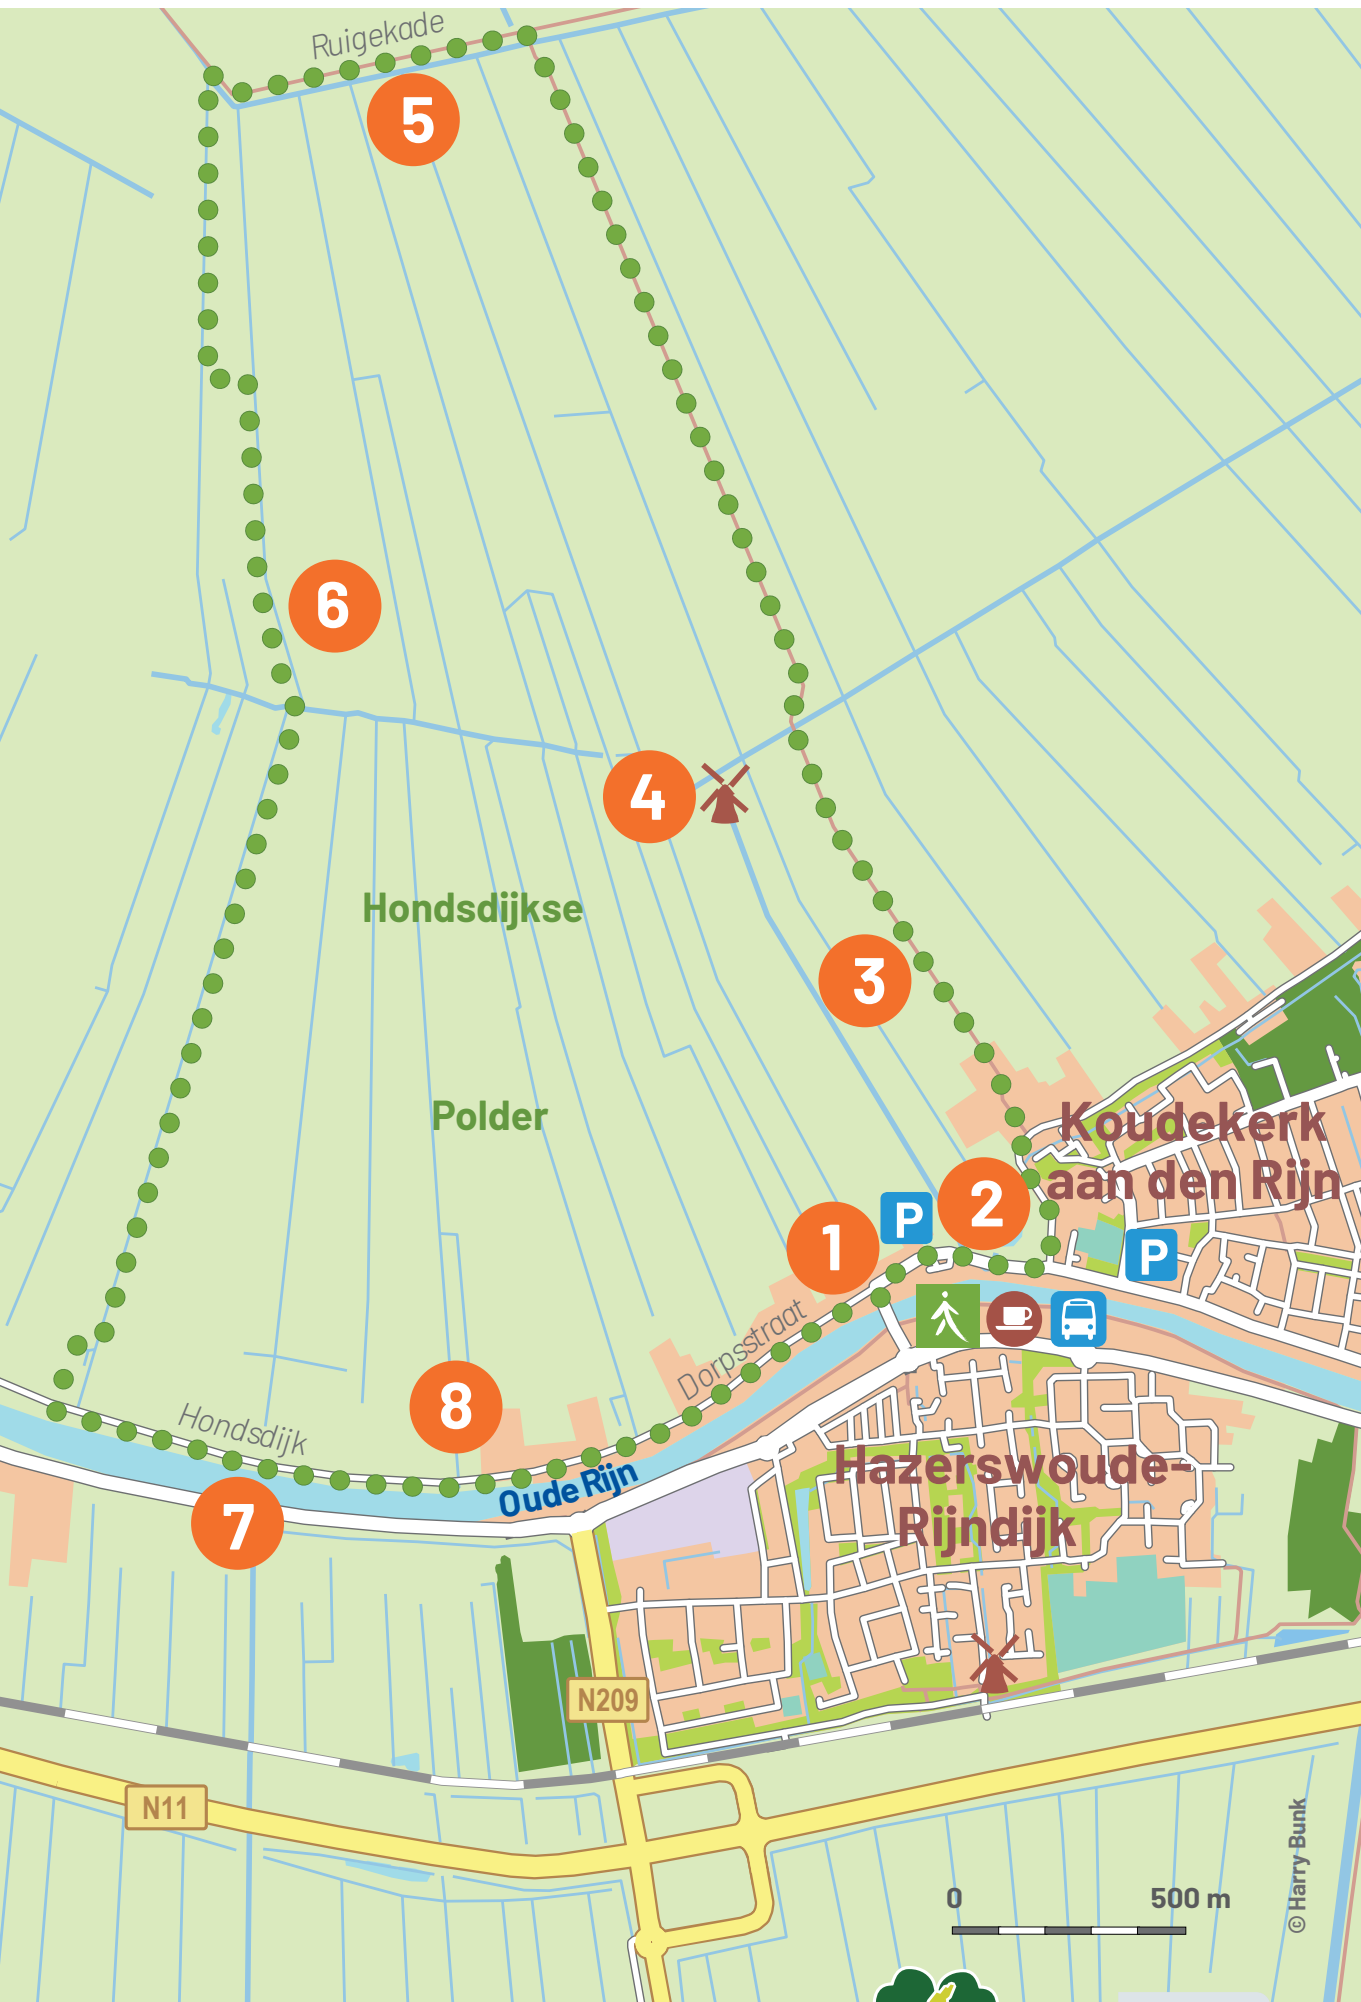 Ruigekade
5
6
4
Hondsdijkse
3
Polder
Koudekerk
aan den Rijn
2
P
1
P
Dorpsstraat
8
Hondsdijk
Oude Rijn
7
Hazerswoude-
Rijndijk
N209
N11
0 500 m
© Harry Bunk